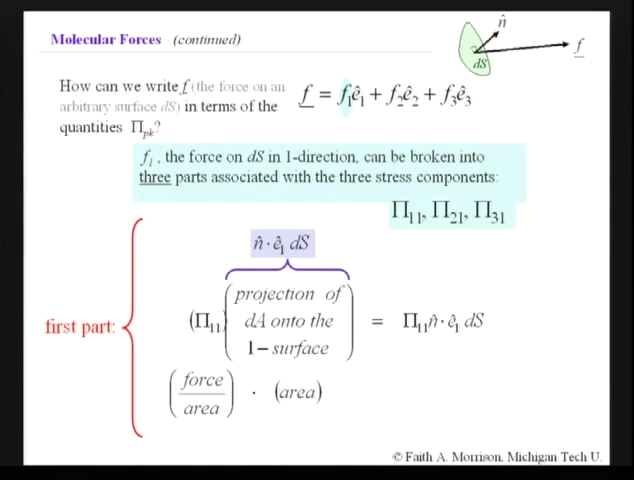 Molecular Forces (continued)
n̂
f
dS
How can we write f (the force on an
arbitrary surface dS) in terms of the
quantities Π_pk?
f = f₁ê₁ + f₂ê₂ + f₃ê₃
f₁, the force on dS in 1-direction, can be broken into
three parts associated with the three stress components:
Π₁₁, Π₂₁, Π₃₁
n̂ · ê₁ dS
first part:
(Π₁₁) (projection of
dA onto the
1 − surface) = Π₁₁ n̂ · ê₁ dS
(force / area) · (area)
© Faith A. Morrison, Michigan Tech U.